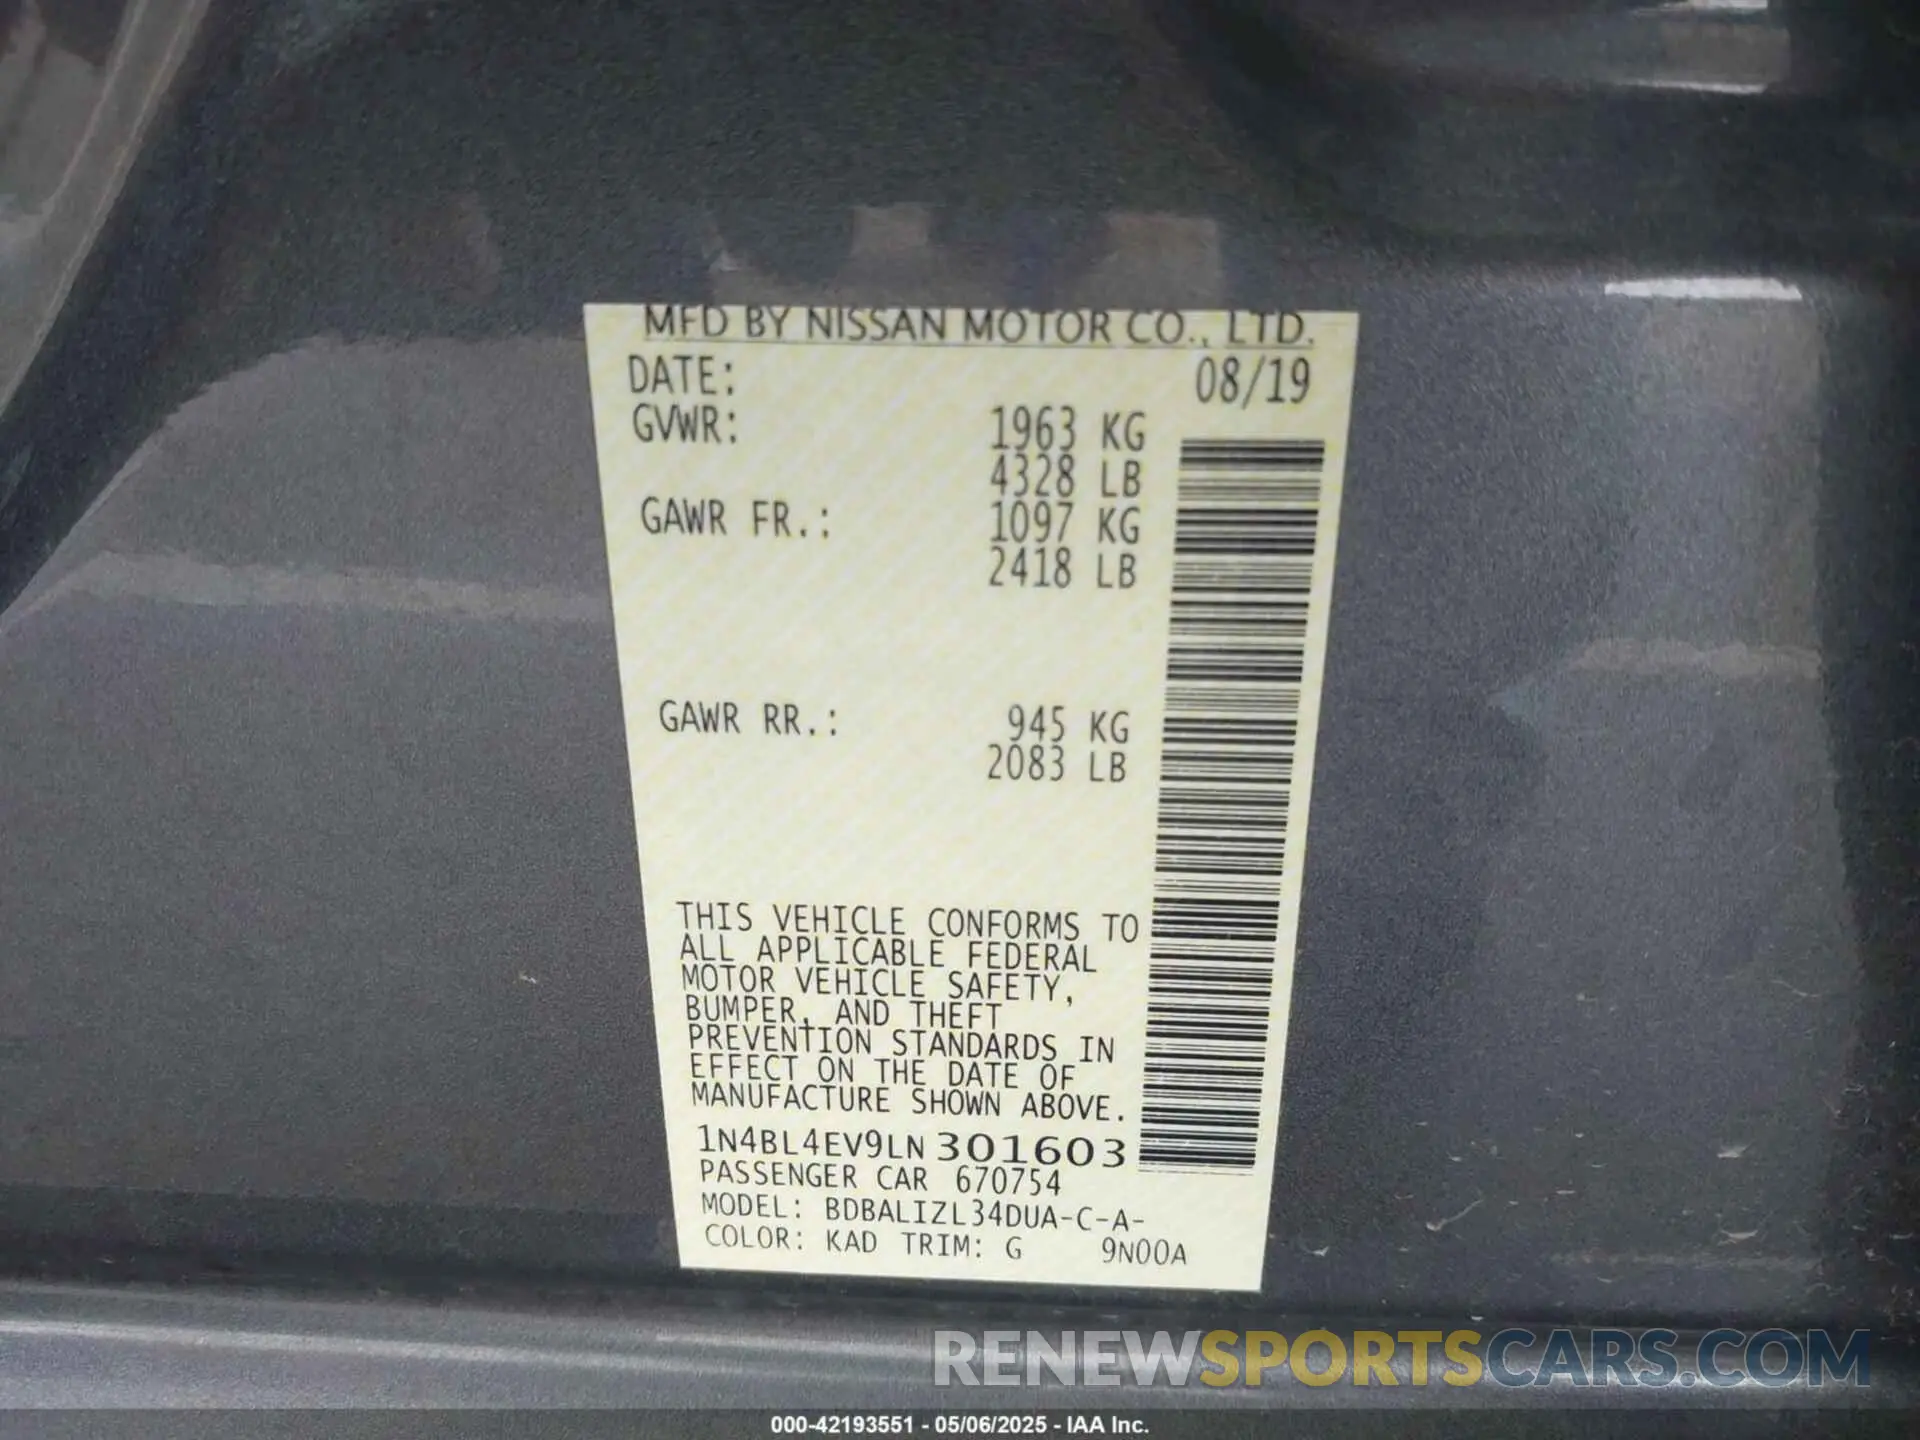 MFD BY NISSAN MOTOR CO., LTD.
DATE: 08/19
GVWR: 1963 KG
4328 LB
GAWR FR.: 1097 KG
2418 LB
GAWR RR.: 945 KG
2083 LB
THIS VEHICLE CONFORMS TO
ALL APPLICABLE FEDERAL
MOTOR VEHICLE SAFETY,
BUMPER, AND THEFT
PREVENTION STANDARDS IN
EFFECT ON THE DATE OF
MANUFACTURE SHOWN ABOVE.
1N4BL4EV9LN301603
PASSENGER CAR 670754
MODEL: BDBALIZL34DUA-C-A-
COLOR: KAD TRIM: G 9N00A
RENEWSPORTSCARS.COM
000-42193551 - 05/06/2025 - IAA Inc.